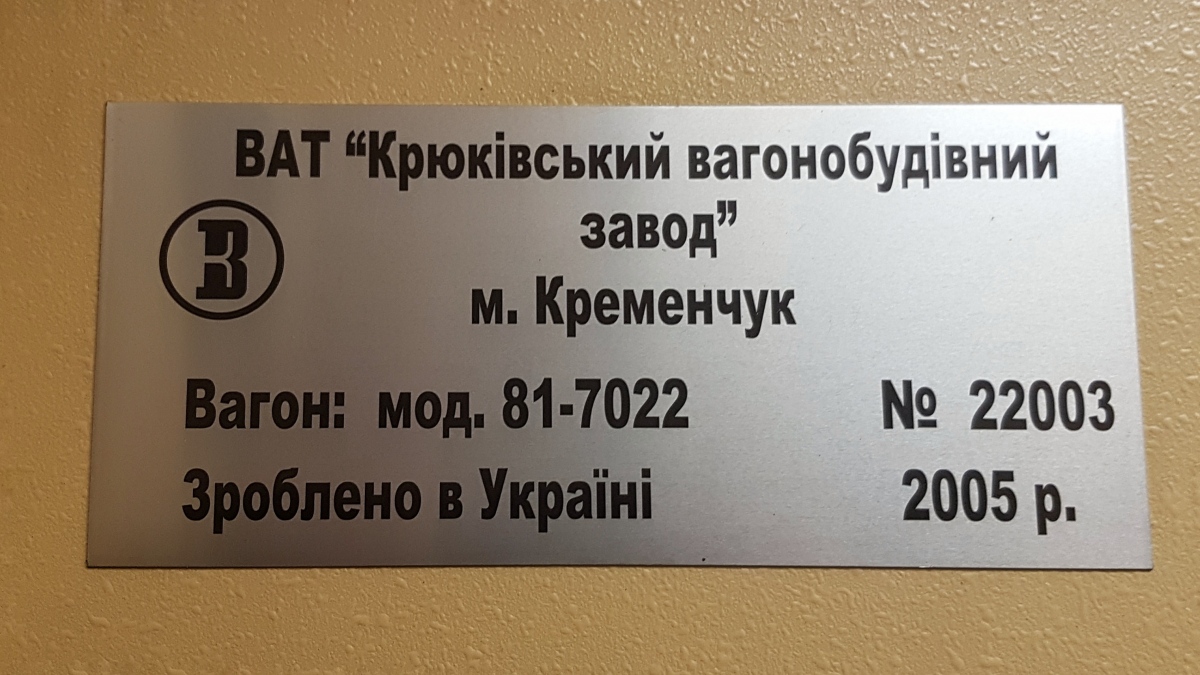 ВАТ “Крюківський вагонобудівний
завод”
м. Кременчук
Вагон: мод. 81-7022 № 22003
Зроблено в Україні 2005 р.